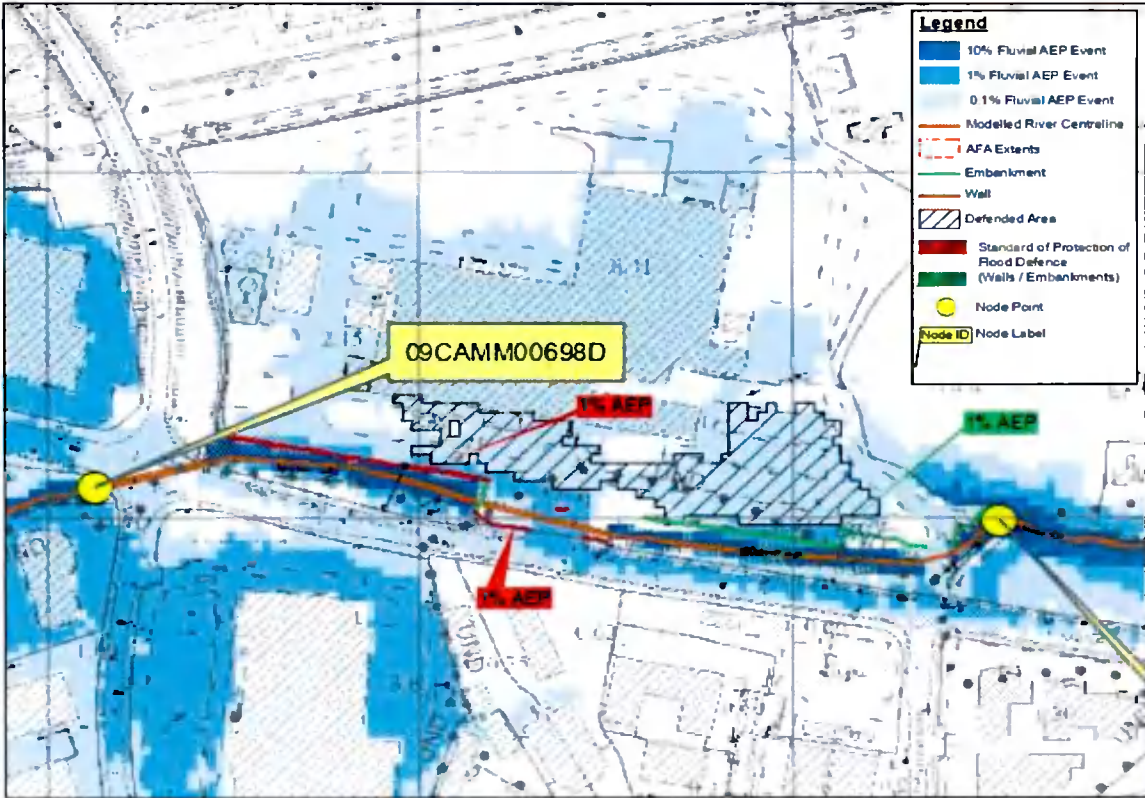 Legend
10% Fluvial AEP Event
1% Fluvial AEP Event
0.1% Fluvial AEP Event
Modelled River Centreline
AFA Extents
Embankment
Wall
Defended Area
Standard of Protection of
Flood Defence
(Walls / Embankments)
Node Point
Node ID Node Label
09CAMM00698D
1% AEP
1% AEP
1% AEP